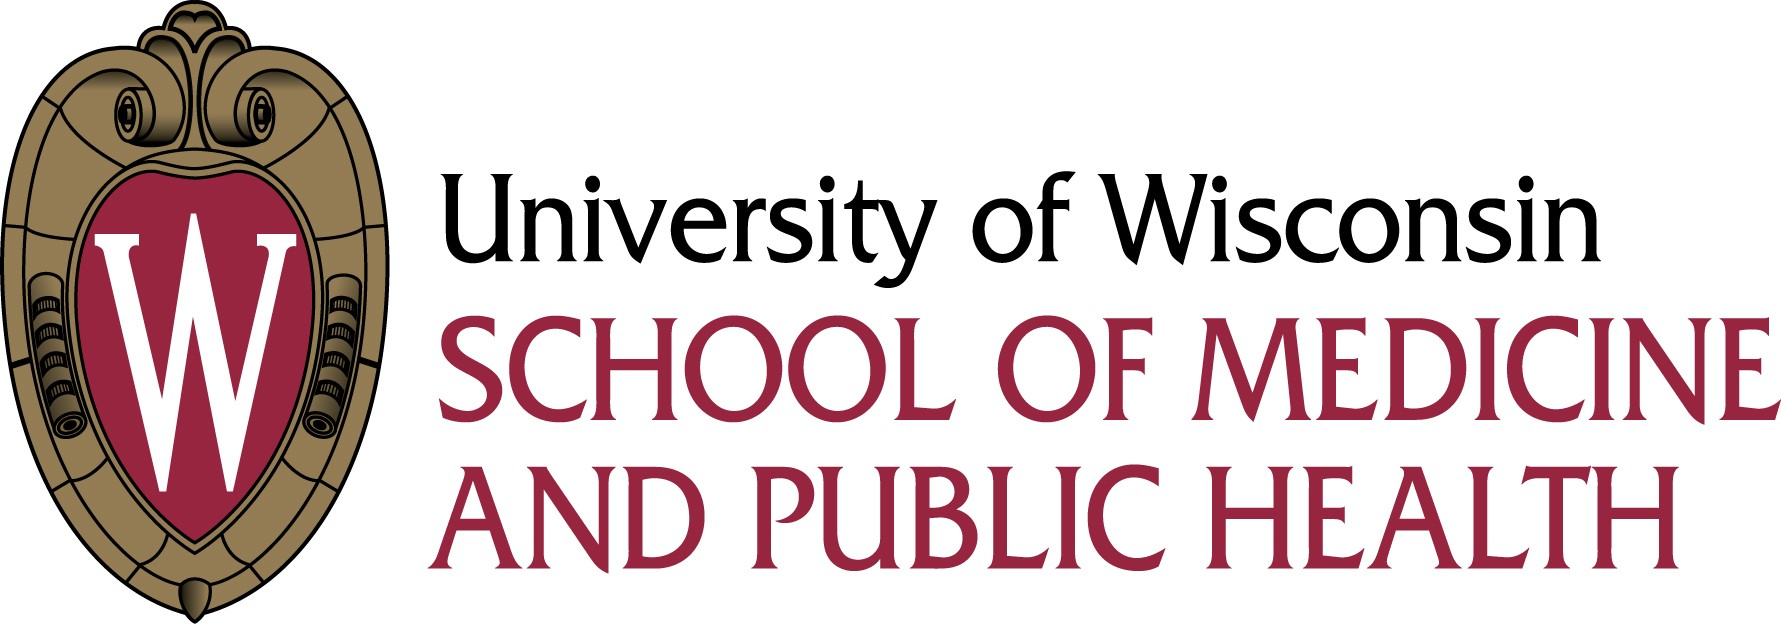 W
University of Wisconsin
SCHOOL OF MEDICINE
AND PUBLIC HEALTH